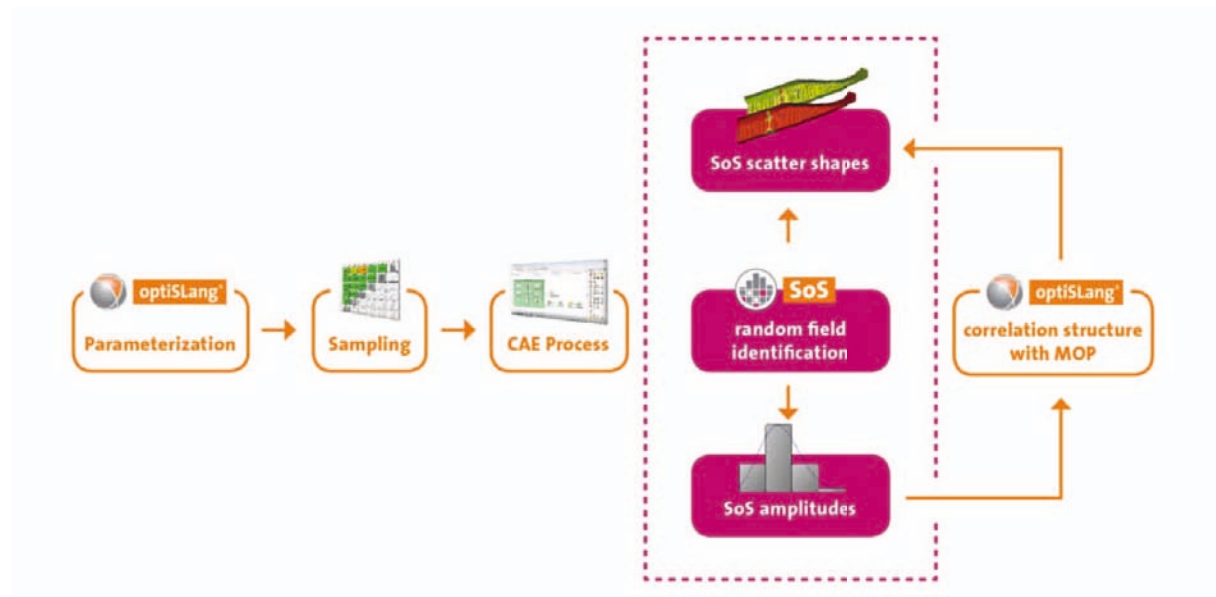 optiSLang®
Parameterization
Sampling
CAE Process
SoS scatter shapes
SoS
random field
identification
SoS amplitudes
optiSLang®
correlation structure
with MOP